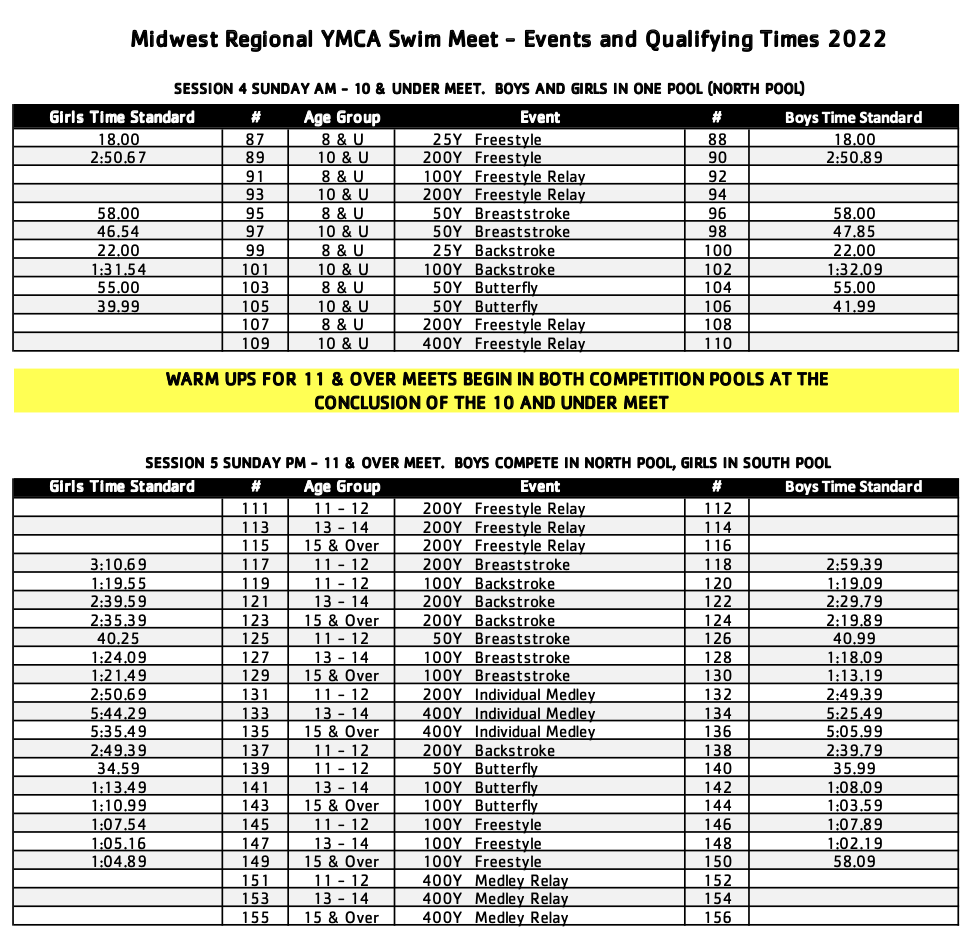 Midwest Regional YMCA Swim Meet - Events and Qualifying Times 2022
SESSION 4 SUNDAY AM - 10 & UNDER MEET.  BOYS AND GIRLS IN ONE POOL (NORTH POOL)
Girls Time Standard # Age Group Event # Boys Time Standard
18.00 87 8 & U 25Y Freestyle 88 18.00
2:50.67 89 10 & U 200Y Freestyle 90 2:50.89
91 8 & U 100Y Freestyle Relay 92
93 10 & U 200Y Freestyle Relay 94
58.00 95 8 & U 50Y Breaststroke 96 58.00
46.54 97 10 & U 50Y Breaststroke 98 47.85
22.00 99 8 & U 25Y Backstroke 100 22.00
1:31.54 101 10 & U 100Y Backstroke 102 1:32.09
55.00 103 8 & U 50Y Butterfly 104 55.00
39.99 105 10 & U 50Y Butterfly 106 41.99
107 8 & U 200Y Freestyle Relay 108
109 10 & U 400Y Freestyle Relay 110
WARM UPS FOR 11 & OVER MEETS BEGIN IN BOTH COMPETITION POOLS AT THE
CONCLUSION OF THE 10 AND UNDER MEET
SESSION 5 SUNDAY PM - 11 & OVER MEET.  BOYS COMPETE IN NORTH POOL, GIRLS IN SOUTH POOL
Girls Time Standard # Age Group Event # Boys Time Standard
111 11 - 12 200Y Freestyle Relay 112
113 13 - 14 200Y Freestyle Relay 114
115 15 & Over 200Y Freestyle Relay 116
3:10.69 117 11 - 12 200Y Breaststroke 118 2:59.39
1:19.55 119 11 - 12 100Y Backstroke 120 1:19.09
2:39.59 121 13 - 14 200Y Backstroke 122 2:29.79
2:35.39 123 15 & Over 200Y Backstroke 124 2:19.89
40.25 125 11 - 12 50Y Breaststroke 126 40.99
1:24.09 127 13 - 14 100Y Breaststroke 128 1:18.09
1:21.49 129 15 & Over 100Y Breaststroke 130 1:13.19
2:50.69 131 11 - 12 200Y Individual Medley 132 2:49.39
5:44.29 133 13 - 14 400Y Individual Medley 134 5:25.49
5:35.49 135 15 & Over 400Y Individual Medley 136 5:05.99
2:49.39 137 11 - 12 200Y Backstroke 138 2:39.79
34.59 139 11 - 12 50Y Butterfly 140 35.99
1:13.49 141 13 - 14 100Y Butterfly 142 1:08.09
1:10.99 143 15 & Over 100Y Butterfly 144 1:03.59
1:07.54 145 11 - 12 100Y Freestyle 146 1:07.89
1:05.16 147 13 - 14 100Y Freestyle 148 1:02.19
1:04.89 149 15 & Over 100Y Freestyle 150 58.09
151 11 - 12 400Y Medley Relay 152
153 13 - 14 400Y Medley Relay 154
155 15 & Over 400Y Medley Relay 156